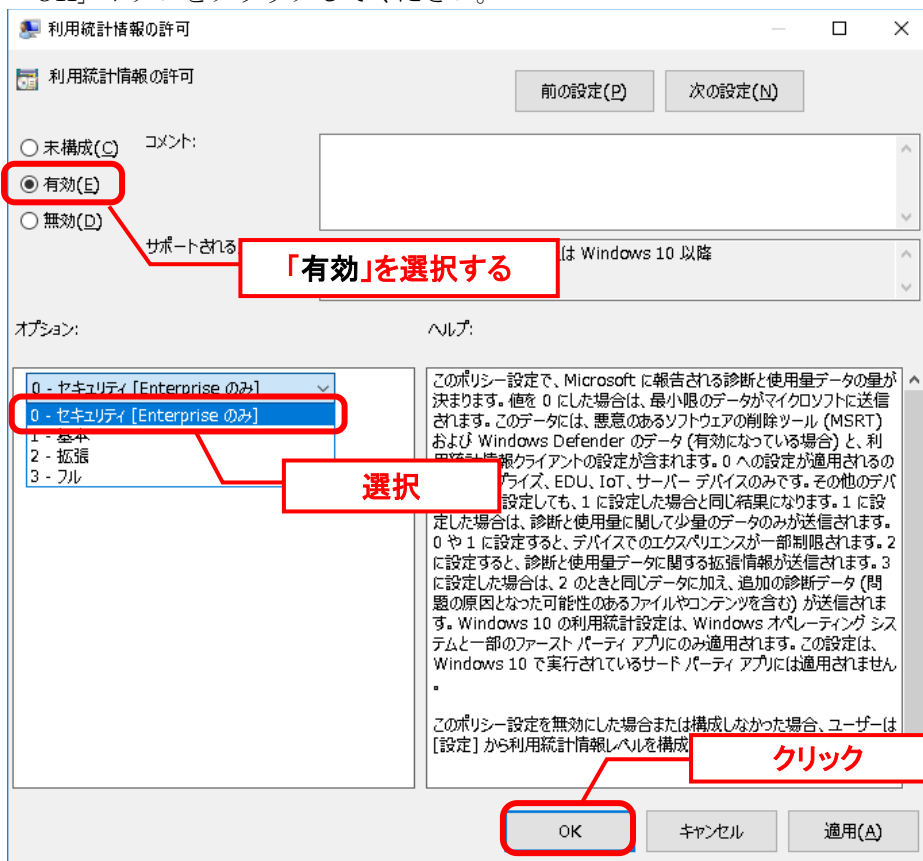 利用統計情報の許可
利用統計情報の許可
前の設定(P)
次の設定(N)
未構成(C)
コメント:
有効(E)
無効(D)
サポートされる
は Windows 10 以降
「有効」を選択する
オプション:
ヘルプ:
0 - セキュリティ [Enterprise のみ]
0 - セキュリティ [Enterprise のみ]
1 - 基本
2 - 拡張
3 - フル
選択
このポリシー設定で、Microsoft に報告される診断と使用量データの量が
決まります。値を 0 にした場合は、最小限のデータがマイクロソフトに送信
されます。このデータには、悪意のあるソフトウェアの削除ツール (MSRT)
および Windows Defender のデータ (有効になっている場合) と、利
用統計情報クライアントの設定が含まれます。0 への設定が適用されるの
プライズ、EDU、IoT、サーバー デバイスのみです。その他のデバ
設定しても、1 に設定した場合と同じ結果になります。1 に設
定した場合は、診断と使用量に関して少量のデータのみが送信されます。
0 や 1 に設定すると、デバイスでのエクスペリエンスが一部制限されます。2
に設定すると、診断と使用量データに関する拡張情報が送信されます。3
に設定した場合は、2 のときと同じデータに加え、追加の診断データ (問
題の原因となった可能性のあるファイルやコンテンツを含む) が送信されま
す。Windows 10 の利用統計設定は、Windows オペレーティング シス
テムと一部のファースト パーティ アプリにのみ適用されます。この設定は、
Windows 10 で実行されているサード パーティ アプリには適用されません
。
このポリシー設定を無効にした場合または構成しなかった場合、ユーザーは
[設定] から利用統計情報レベルを構成
クリック
OK
キャンセル
適用(A)